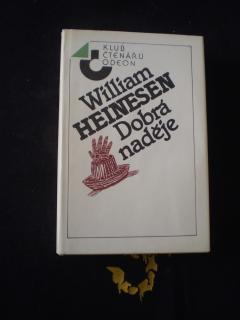 KLUB
ČTENÁŘŮ
ODEON
William
HEINESEN
Dobrá
naděje